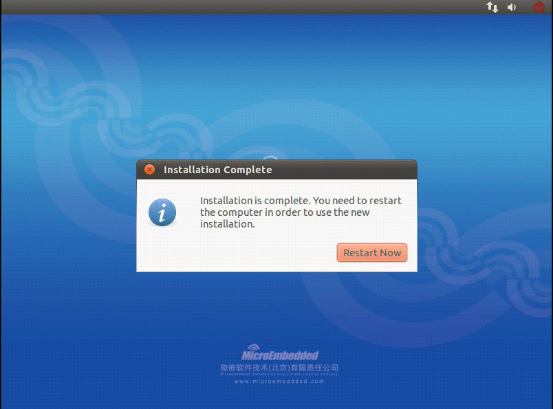 Installation Complete
Installation is complete. You need to restart
the computer in order to use the new
installation.
Restart Now
MicroEmbedded
微嵌软件技术(北京)有限责任公司
www.microembedded.com